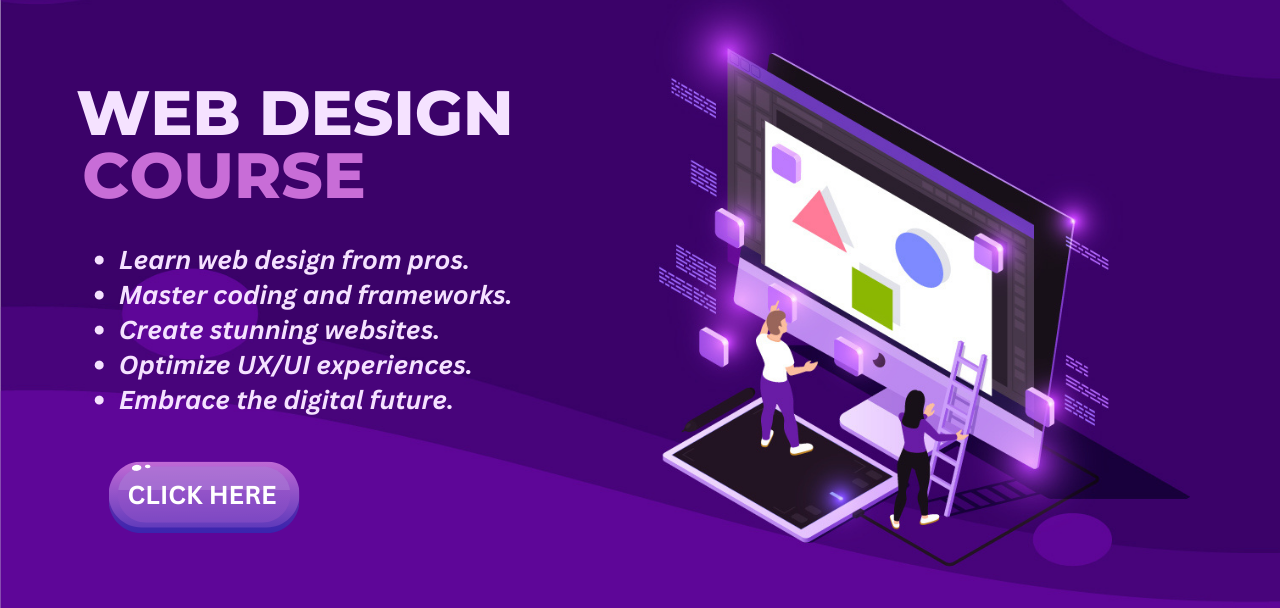 WEB DESIGN
COURSE
• Learn web design from pros.
• Master coding and frameworks.
• Create stunning websites.
• Optimize UX/UI experiences.
• Embrace the digital future.
CLICK HERE